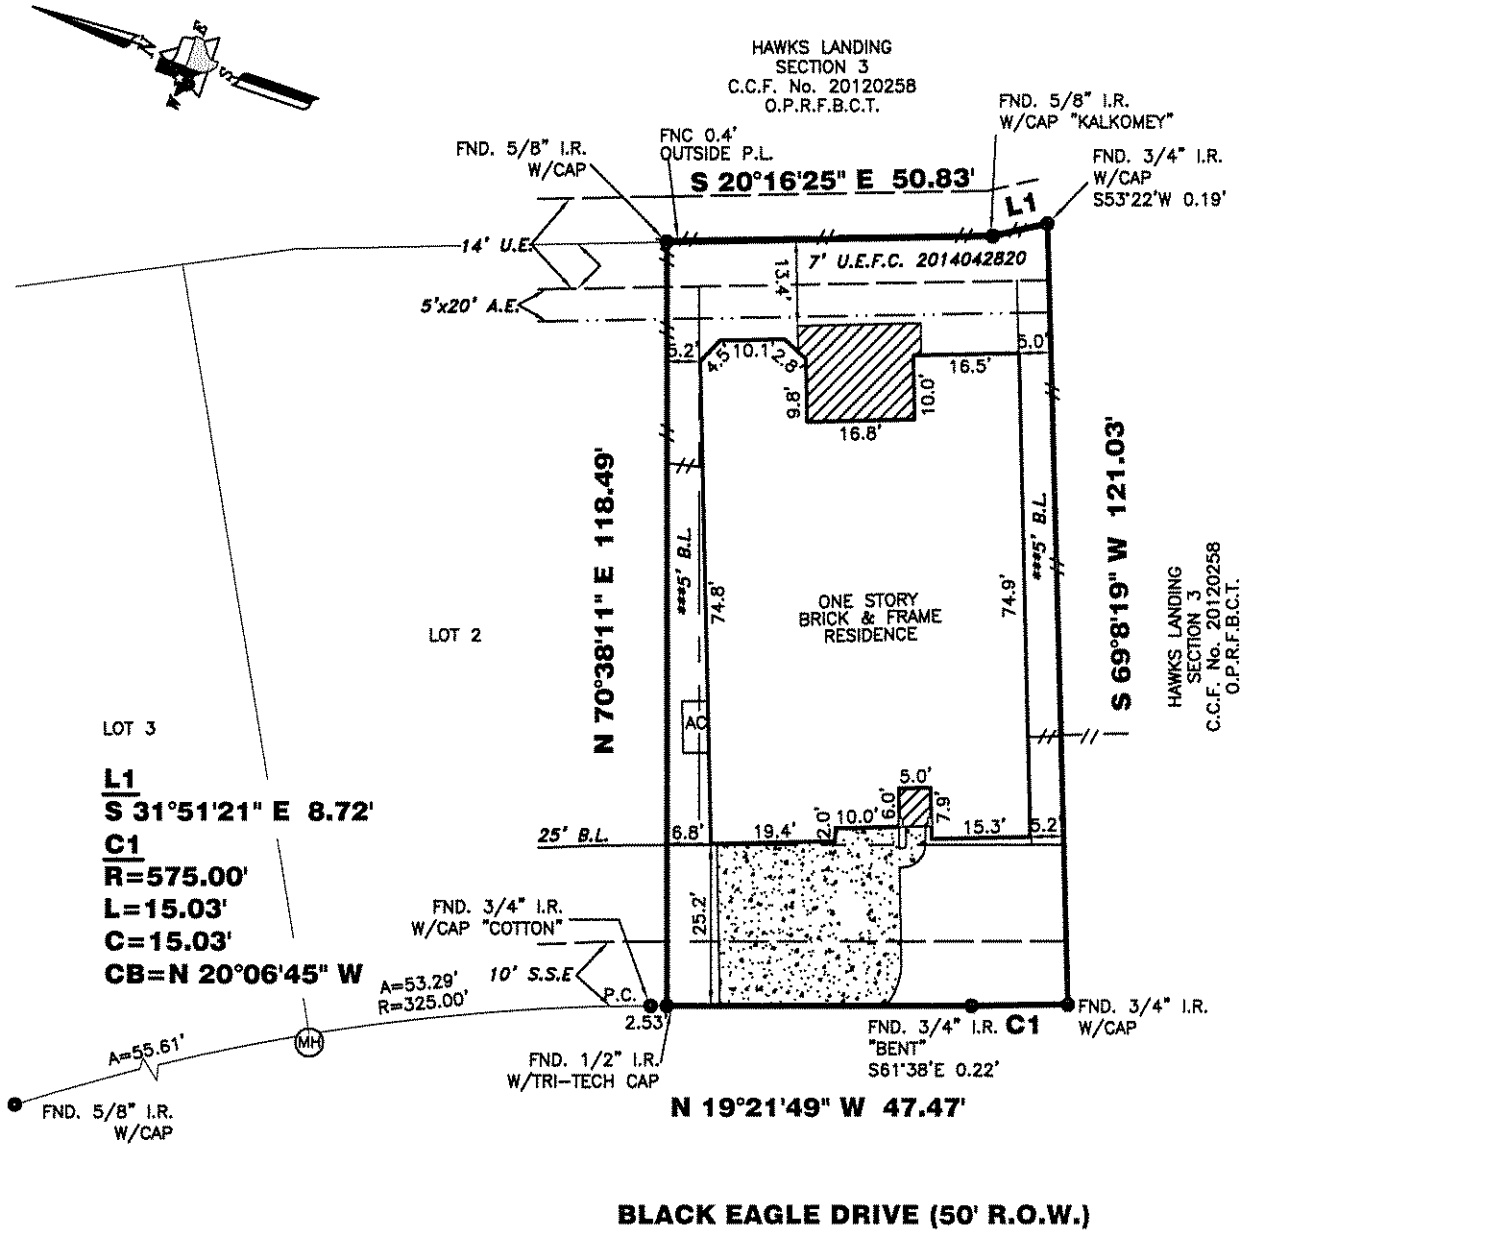 N
E
S
W
HAWKS LANDING
SECTION 3
C.C.F. No. 20120258
O.P.R.F.B.C.T.
FND. 5/8" I.R.
W/CAP "KALKOMEY"
FNC 0.4'
OUTSIDE P.L.
FND. 5/8" I.R.
W/CAP
FND. 3/4" I.R.
W/CAP
S53°22'W 0.19'
S 20°16'25" E 50.83'
L1
14' U.E.
7' U.E.F.C. 2014042820
13.4'
5'x20' A.E.
5.2'
4.5'
10.1'
2.8'
9.8'
16.8'
10.0'
16.5'
5.0'
N 70°38'11" E 118.49'
***5' B.L.
74.8'
ONE STORY
BRICK & FRAME
RESIDENCE
74.9'
***5' B.L.
S 69°8'19" W 121.03'
HAWKS LANDING
SECTION 3
C.C.F. No. 20120258
O.P.R.F.B.C.T.
LOT 2
LOT 3
AC
L1
S 31°51'21" E 8.72'
C1
R=575.00'
L=15.03'
C=15.03'
CB=N 20°06'45" W
25' B.L.
6.8'
19.4'
2.0'
10.0'
6.0'
5.0'
7.9'
15.3'
5.2'
25.2'
FND. 3/4" I.R.
W/CAP "COTTON"
10' S.S.E
P.C.
A=53.29'
R=325.00'
2.53'
A=55.61'
MH
FND. 5/8" I.R.
W/CAP
FND. 1/2" I.R.
W/TRI-TECH CAP
FND. 3/4" I.R.
"BENT"
S61°38'E 0.22'
C1
FND. 3/4" I.R.
W/CAP
N 19°21'49" W 47.47'
BLACK EAGLE DRIVE (50' R.O.W.)